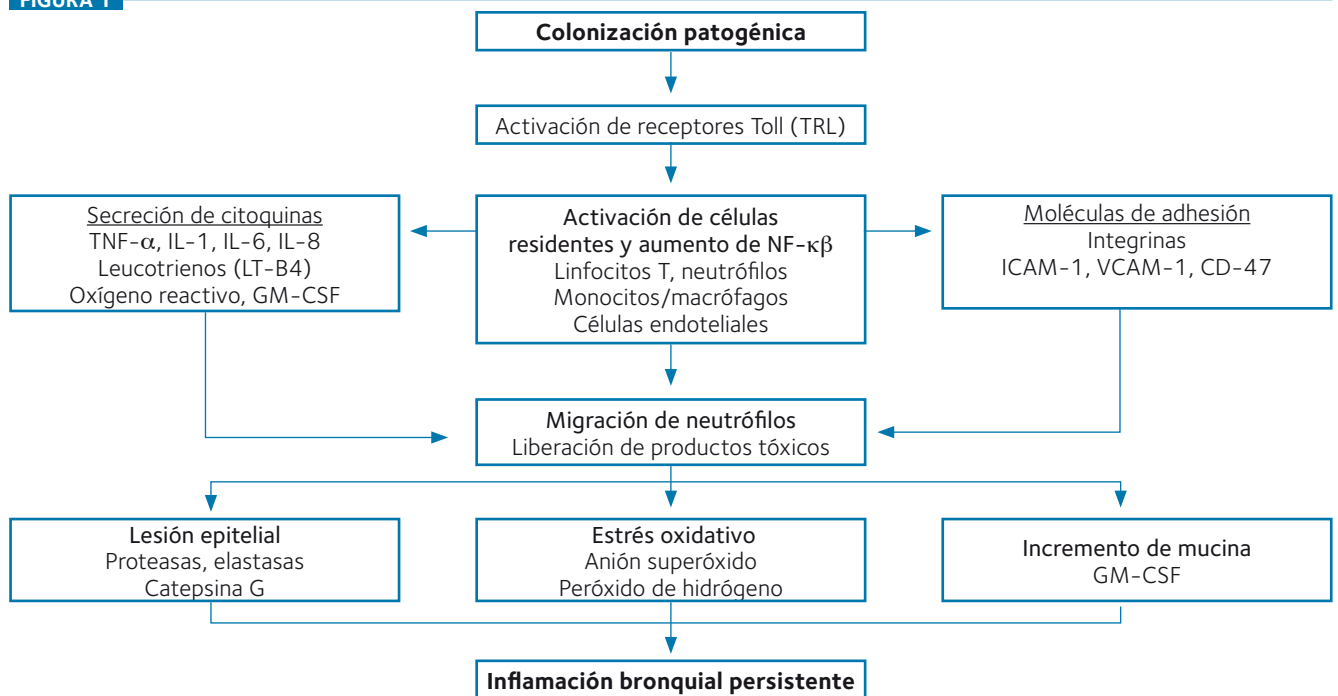 FIGURA 1
Colonización patogénica
Activación de receptores Toll (TRL)
Secreción de citoquinas
TNF-α, IL-1, IL-6, IL-8
Leucotrienos (LT-B4)
Oxígeno reactivo, GM-CSF
Activación de células
residentes y aumento de NF-κβ
Linfocitos T, neutrófilos
Monocitos/macrófagos
Células endoteliales
Moléculas de adhesión
Integrinas
ICAM-1, VCAM-1, CD-47
Migración de neutrófilos
Liberación de productos tóxicos
Lesión epitelial
Proteasas, elastasas
Catepsina G
Estrés oxidativo
Anión superóxido
Peróxido de hidrógeno
Incremento de mucina
GM-CSF
Inflamación bronquial persistente